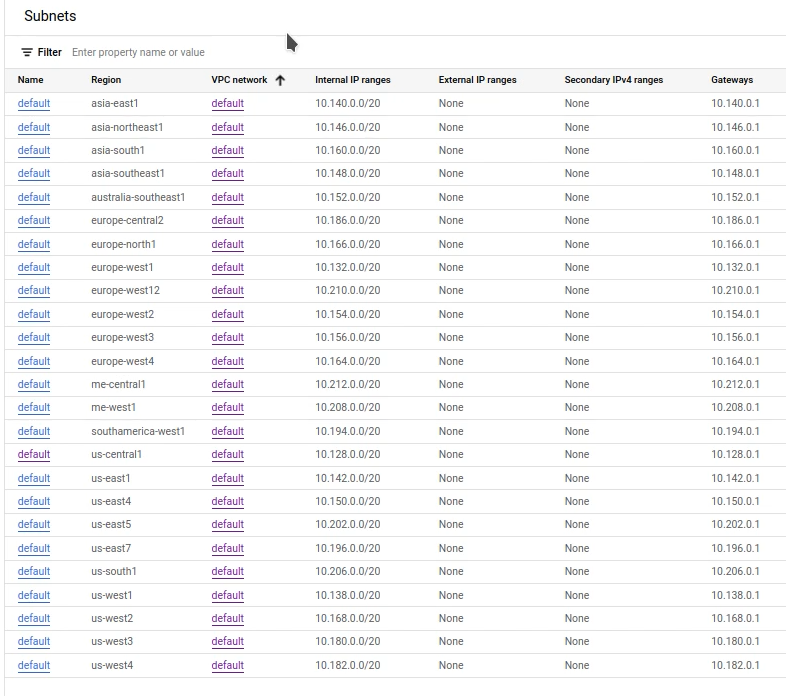 Subnets
Filter Enter property name or value
Name Region VPC network Internal IP ranges External IP ranges Secondary IPv4 ranges Gateways
default asia-east1 default 10.140.0.0/20 None None 10.140.0.1
default asia-northeast1 default 10.146.0.0/20 None None 10.146.0.1
default asia-south1 default 10.160.0.0/20 None None 10.160.0.1
default asia-southeast1 default 10.148.0.0/20 None None 10.148.0.1
default australia-southeast1 default 10.152.0.0/20 None None 10.152.0.1
default europe-central2 default 10.186.0.0/20 None None 10.186.0.1
default europe-north1 default 10.166.0.0/20 None None 10.166.0.1
default europe-west1 default 10.132.0.0/20 None None 10.132.0.1
default europe-west12 default 10.210.0.0/20 None None 10.210.0.1
default europe-west2 default 10.154.0.0/20 None None 10.154.0.1
default europe-west3 default 10.156.0.0/20 None None 10.156.0.1
default europe-west4 default 10.164.0.0/20 None None 10.164.0.1
default me-central1 default 10.212.0.0/20 None None 10.212.0.1
default me-west1 default 10.208.0.0/20 None None 10.208.0.1
default southamerica-west1 default 10.194.0.0/20 None None 10.194.0.1
default us-central1 default 10.128.0.0/20 None None 10.128.0.1
default us-east1 default 10.142.0.0/20 None None 10.142.0.1
default us-east4 default 10.150.0.0/20 None None 10.150.0.1
default us-east5 default 10.202.0.0/20 None None 10.202.0.1
default us-east7 default 10.196.0.0/20 None None 10.196.0.1
default us-south1 default 10.206.0.0/20 None None 10.206.0.1
default us-west1 default 10.138.0.0/20 None None 10.138.0.1
default us-west2 default 10.168.0.0/20 None None 10.168.0.1
default us-west3 default 10.180.0.0/20 None None 10.180.0.1
default us-west4 default 10.182.0.0/20 None None 10.182.0.1